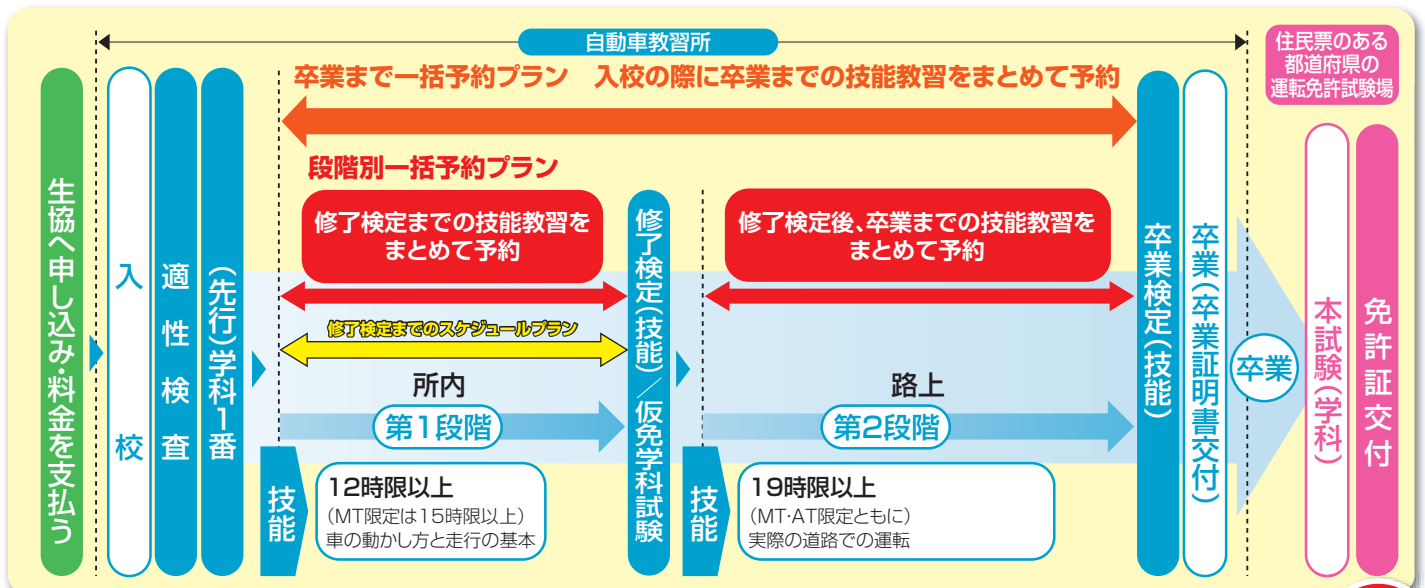 自動車教習所
住民票のある
都道府県の
運転免許試験場
卒業まで一括予約プラン 入校の際に卒業までの技能教習をまとめて予約
段階別一括予約プラン
生協へ申し込み・料金を支払う
入校
適性検査
(先行)学科1番
修了検定までの技能教習を
まとめて予約
修了検定までのスケジュールプラン
所内
第1段階
技能
12時限以上
(MT限定は15時限以上)
車の動かし方と走行の基本
修了検定(技能)/仮免学科試験
修了検定後、卒業までの技能教習を
まとめて予約
路上
第2段階
技能
19時限以上
(MT・AT限定ともに)
実際の道路での運転
卒業検定(技能)
卒業(卒業証明書交付)
卒業
本試験(学科)
免許証交付